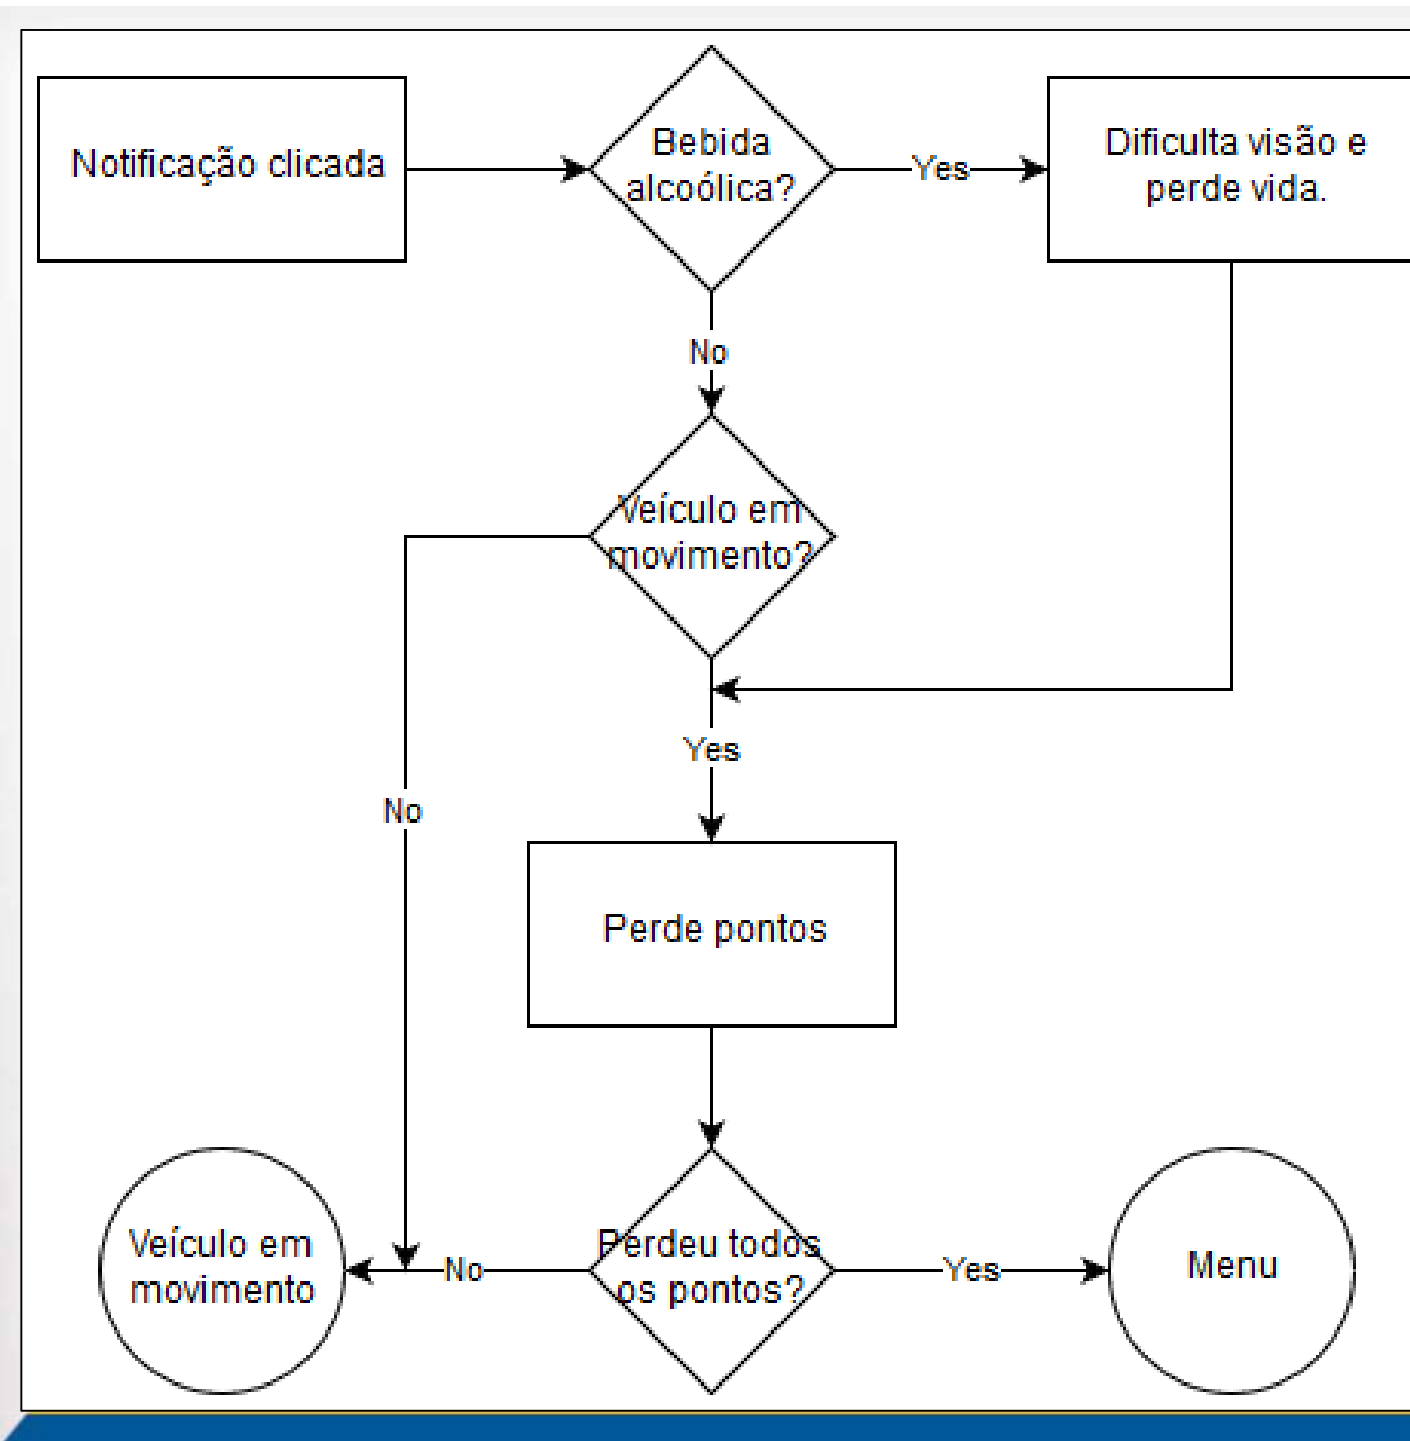 Notificação clicada
Bebida
alcoólica?
Yes
Dificulta visão e
perde vida.
No
Veículo em
movimento?
Yes
No
Perde pontos
Veículo em
movimento
No
Perdeu todos
os pontos?
Yes
Menu